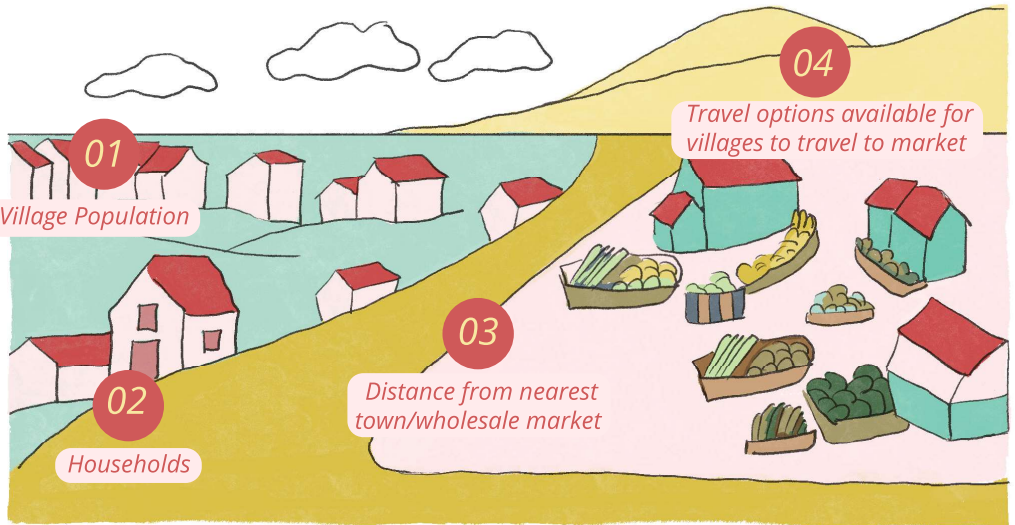 01
Village Population
02
Households
03
Distance from nearest
town/wholesale market
04
Travel options available for
villages to travel to market